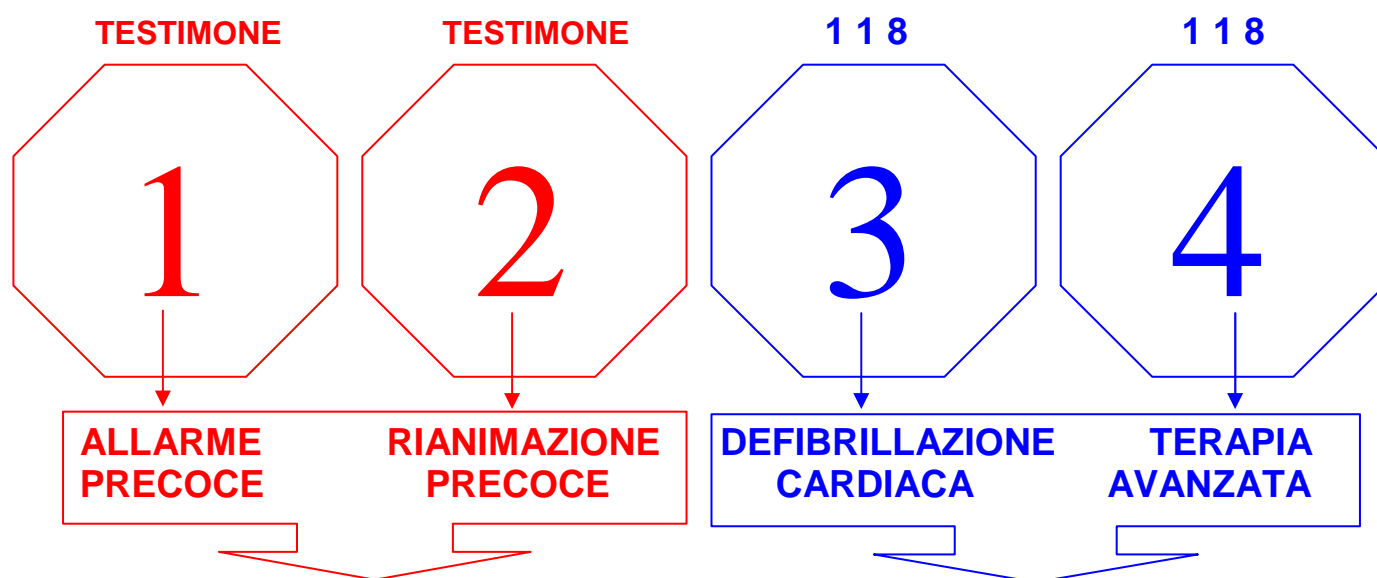 TESTIMONE TESTIMONE 1 1 8 1 1 8
1 2 3 4
ALLARME RIANIMAZIONE DEFIBRILLAZIONE TERAPIA
PRECOCE PRECOCE CARDIACA AVANZATA